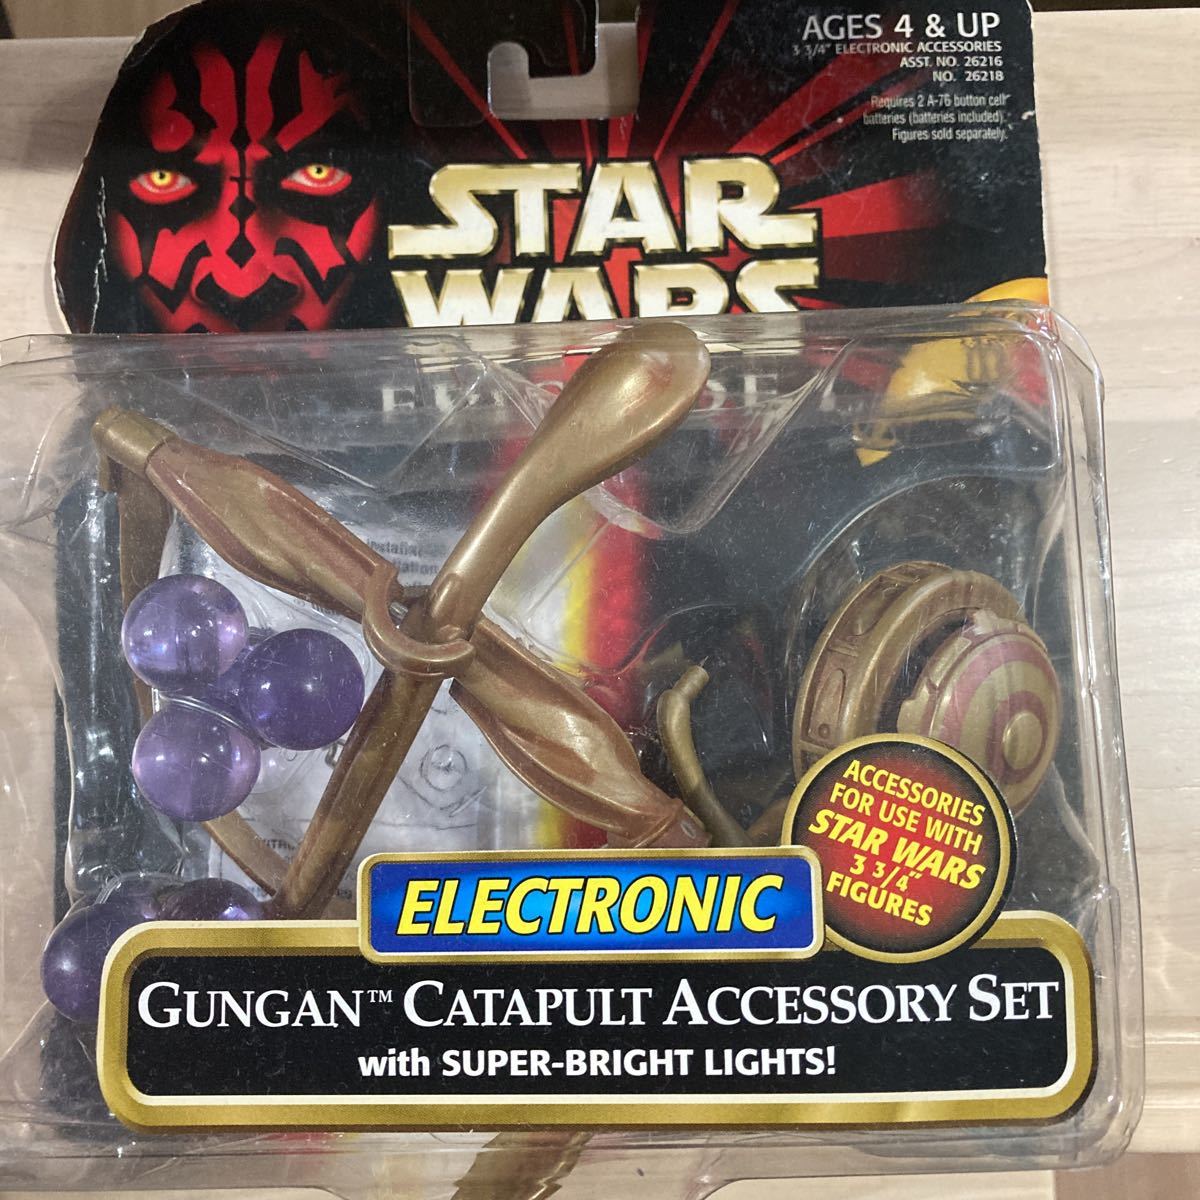 AGES 4 & UP
3 3/4" ELECTRONIC ACCESSORIES
ASST. NO. 26216
NO. 26218
Requires 2 A-76 button cell
batteries (batteries included).
Figures sold separately.
STAR
WARS
ACCESSORIES
FOR USE WITH
STAR WARS
3 3/4"
FIGURES
ELECTRONIC
GUNGAN™ CATAPULT ACCESSORY SET
with SUPER-BRIGHT LIGHTS!